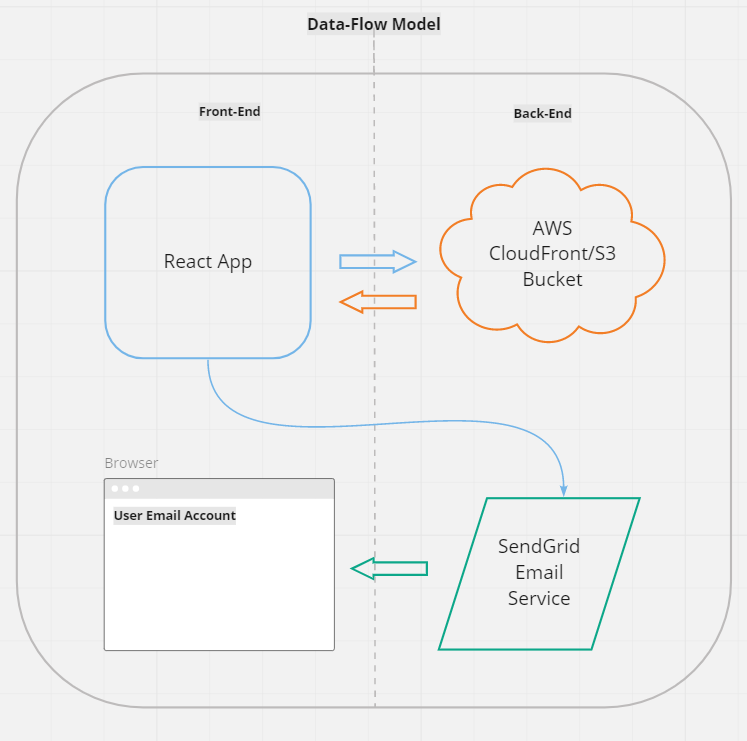 Data-Flow Model
Front-End
Back-End
React App
AWS
CloudFront/S3
Bucket
Browser
User Email Account
SendGrid
Email
Service